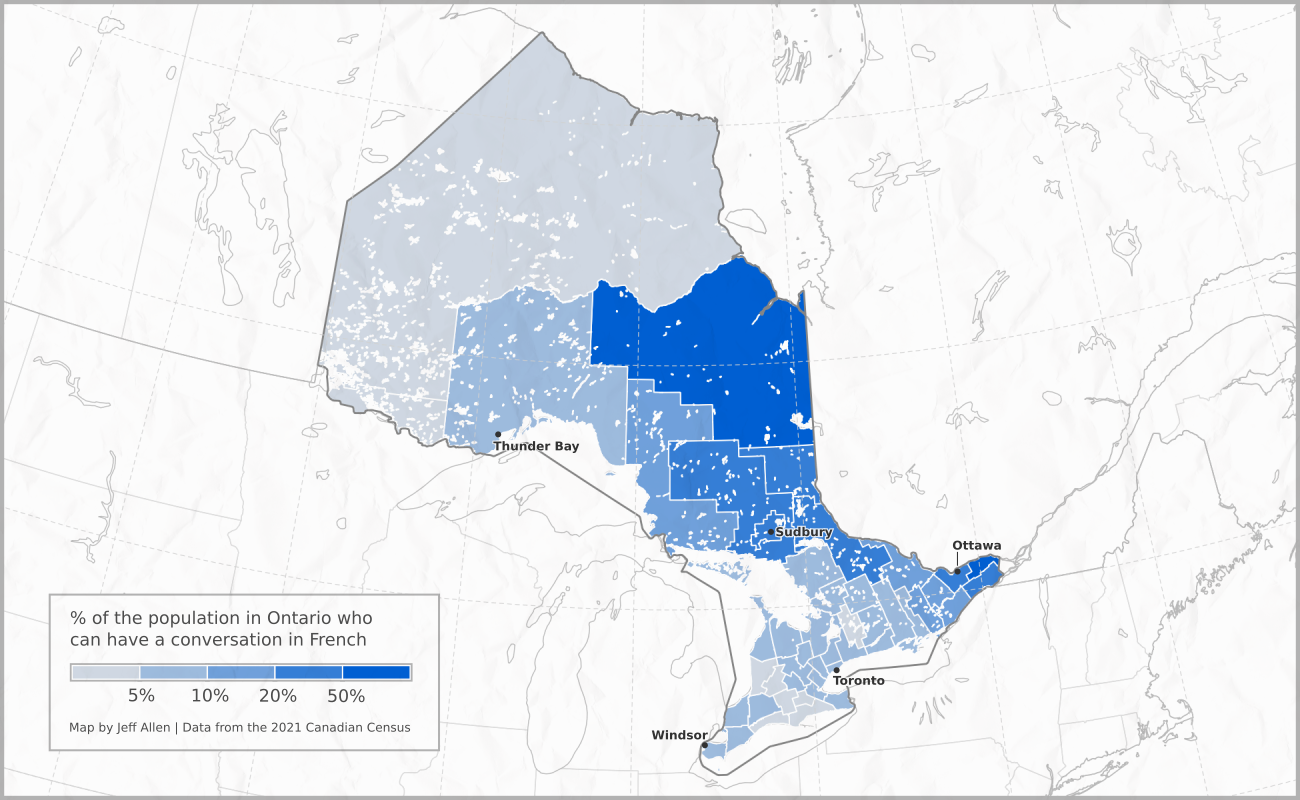 Thunder Bay
Sudbury
Ottawa
% of the population in Ontario who
can have a conversation in French
5% 10% 20% 50%
Toronto
Map by Jeff Allen | Data from the 2021 Canadian Census
Windsor